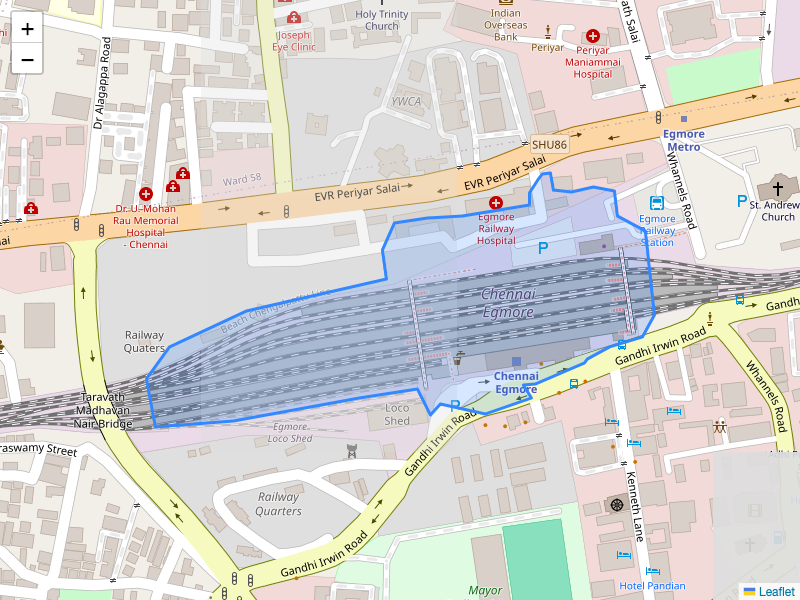 +
−
Dr Alagappa Road
Joseph
Eye Clinic
Holy Trinity
Church
Indian
Overseas
Bank
Periyar
ath Salai
Periyar
Maniammai
Hospital
YWCA
SHU86
Egmore
Metro
Ward 58
EVR Periyar Salai
EVR Periyar Salai
Whannels Road
Dr. U. Mohan
Rau Memorial
Hospital
- Chennai
ai
Egmore
Railway
Hospital
P
Egmore
Railway
Station
P
St. Andrew
Church
Beach Chengalpattu Line
Chennai
Egmore
Railway
Quaters
Gandh
Gandhi Irwin Road
Taravath
Madhavan
Nair Bridge
Chennai
Egmore
Loco
Shed
P
Egmore
Loco Shed
Gandhi Irwin Road
Whannels Road
raswamy Street
Railway
Quarters
Kenneth Lane
Gandhi Irwin Road
Mayor
Hotel Pandian
Leaflet